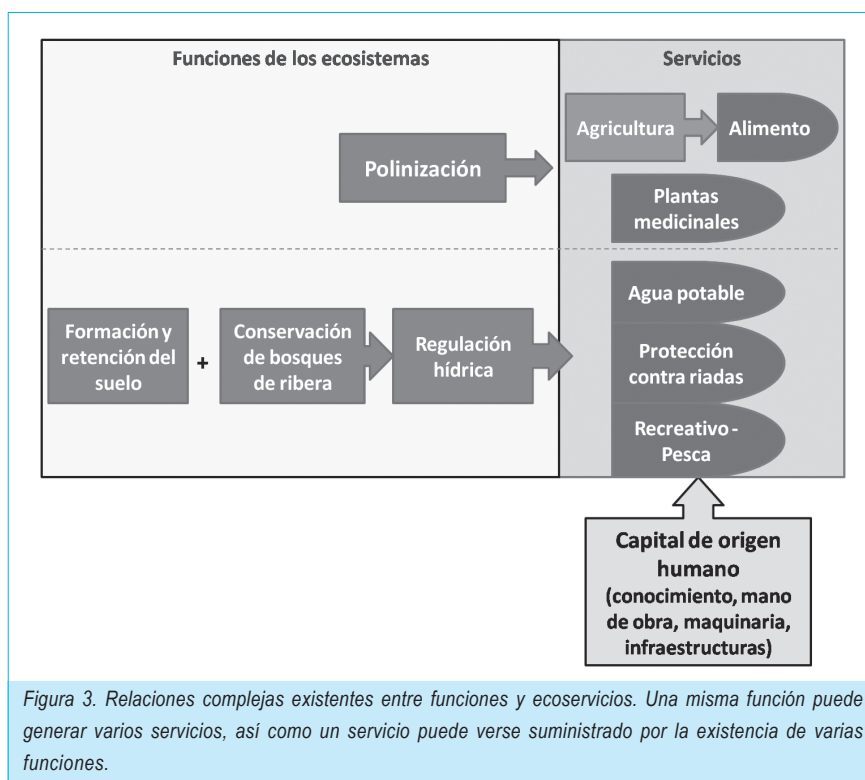 Funciones de los ecosistemas
Servicios
Polinización
Agricultura
Alimento
Plantas
medicinales
Formación y
retención del
suelo
+
Conservación
de bosques
de ribera
Regulación
hídrica
Agua potable
Protección
contra riadas
Recreativo -
Pesca
Capital de origen
humano
(conocimiento, mano
de obra, maquinaria,
infraestructuras)
Figura 3. Relaciones complejas existentes entre funciones y ecoservicios. Una misma función puede
generar varios servicios, así como un servicio puede verse suministrado por la existencia de varias
funciones.